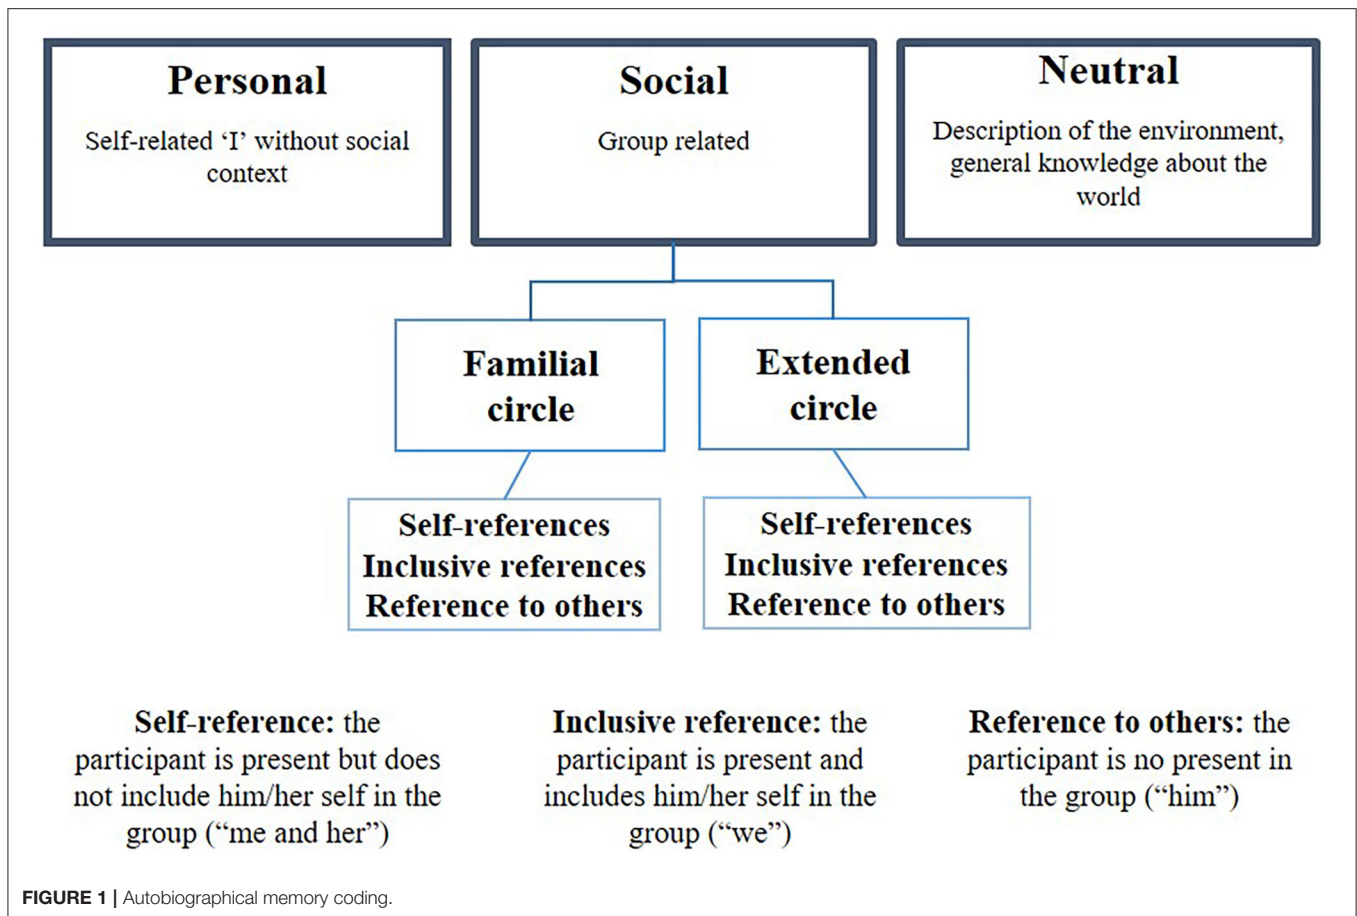 Personal
Self-related ‘I’ without social
context
Social
Group related
Neutral
Description of the environment,
general knowledge about the
world
Familial
circle
Extended
circle
Self-references
Inclusive references
Reference to others
Self-references
Inclusive references
Reference to others
Self-reference: the
participant is present but does
not include him/her self in the
group (“me and her”)
Inclusive reference: the
participant is present and
includes him/her self in the
group (“we”)
Reference to others: the
participant is no present in
the group (“him”)
FIGURE 1 | Autobiographical memory coding.